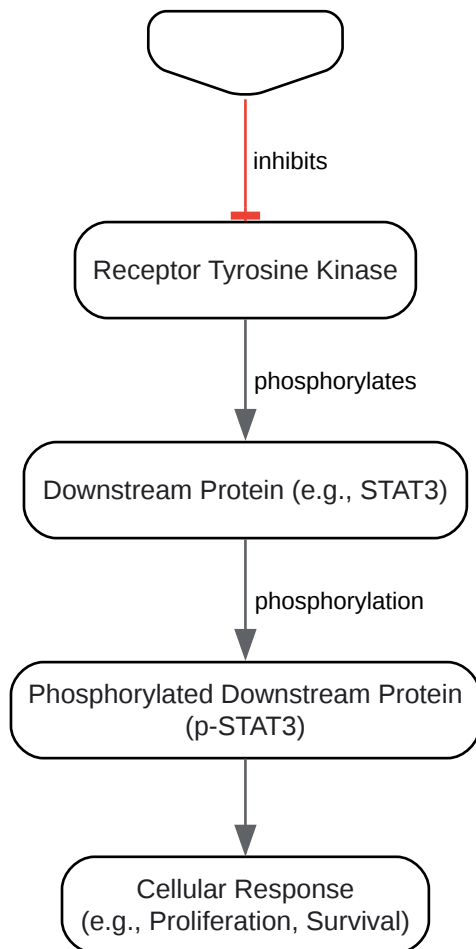 inhibits
Receptor Tyrosine Kinase
phosphorylates
Downstream Protein (e.g., STAT3)
phosphorylation
Phosphorylated Downstream Protein
(p-STAT3)
Cellular Response
(e.g., Proliferation, Survival)